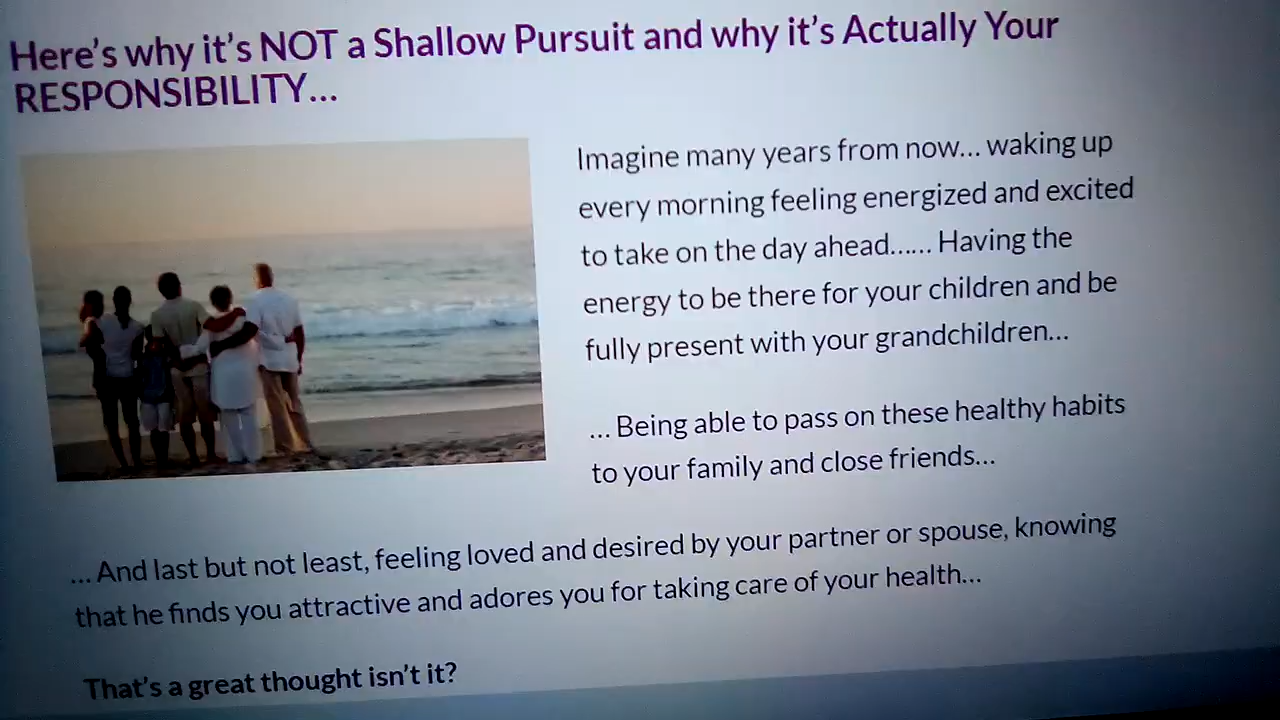 Here's why it's NOT a Shallow Pursuit and why it's Actually Your
RESPONSIBILITY...
Imagine many years from now... waking up
every morning feeling energized and excited
to take on the day ahead...... Having the
energy to be there for your children and be
fully present with your grandchildren...
... Being able to pass on these healthy habits
to your family and close friends...
... And last but not least, feeling loved and desired by your partner or spouse, knowing
that he finds you attractive and adores you for taking care of your health...
That's a great thought isn't it?